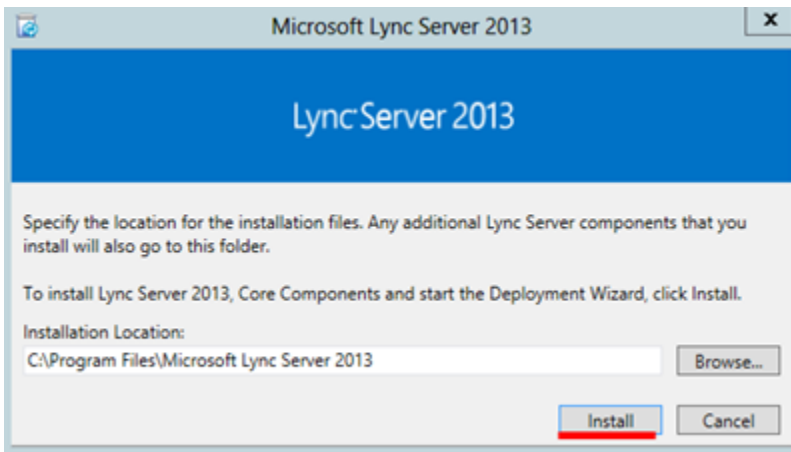 Microsoft Lync Server 2013
x
Lync Server 2013
Specify the location for the installation files. Any additional Lync Server components that you
install will also go to this folder.
To install Lync Server 2013, Core Components and start the Deployment Wizard, click Install.
Installation Location:
C:\Program Files\Microsoft Lync Server 2013
Browse...
Install
Cancel